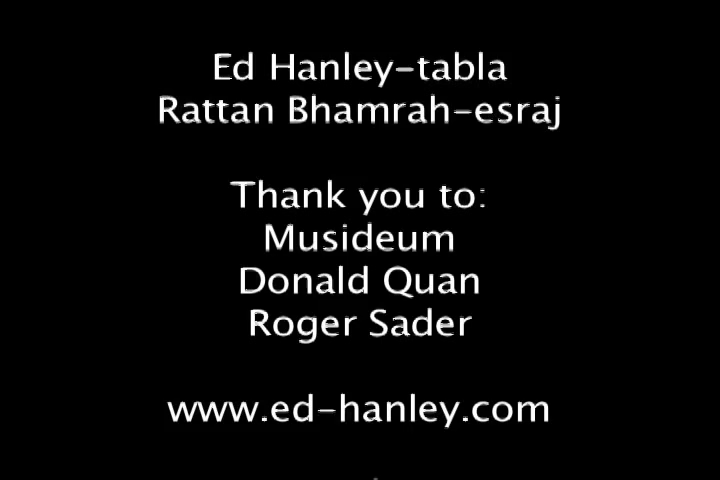 Ed Hanley-tabla
Rattan Bhamrah-esraj
Thank you to:
Musideum
Donald Quan
Roger Sader
www.ed-hanley.com